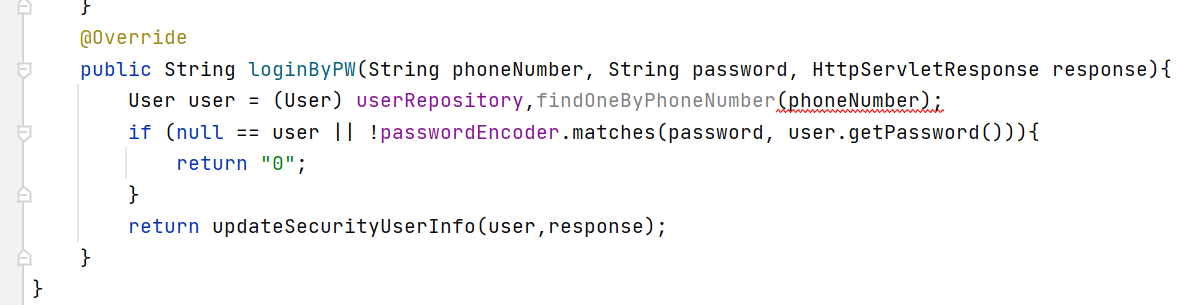 }
@Override
public String loginByPW(String phoneNumber, String password, HttpServletResponse response){
User user = (User) userRepository,findOneByPhoneNumber(phoneNumber);
if (null == user || !passwordEncoder.matches(password, user.getPassword())){
return "0";
}
return updateSecurityUserInfo(user,response);
}
}